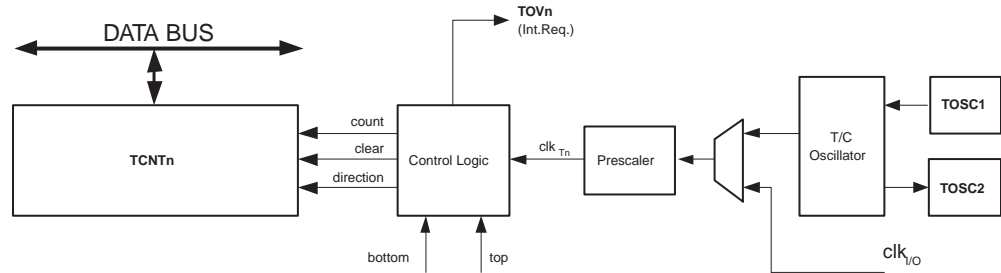 TOVn
(Int.Req.)
DATA BUS
TCNTn
count
clear
direction
Control Logic
clk Tn
Prescaler
T/C
Oscillator
TOSC1
TOSC2
bottom
top
clk I/O